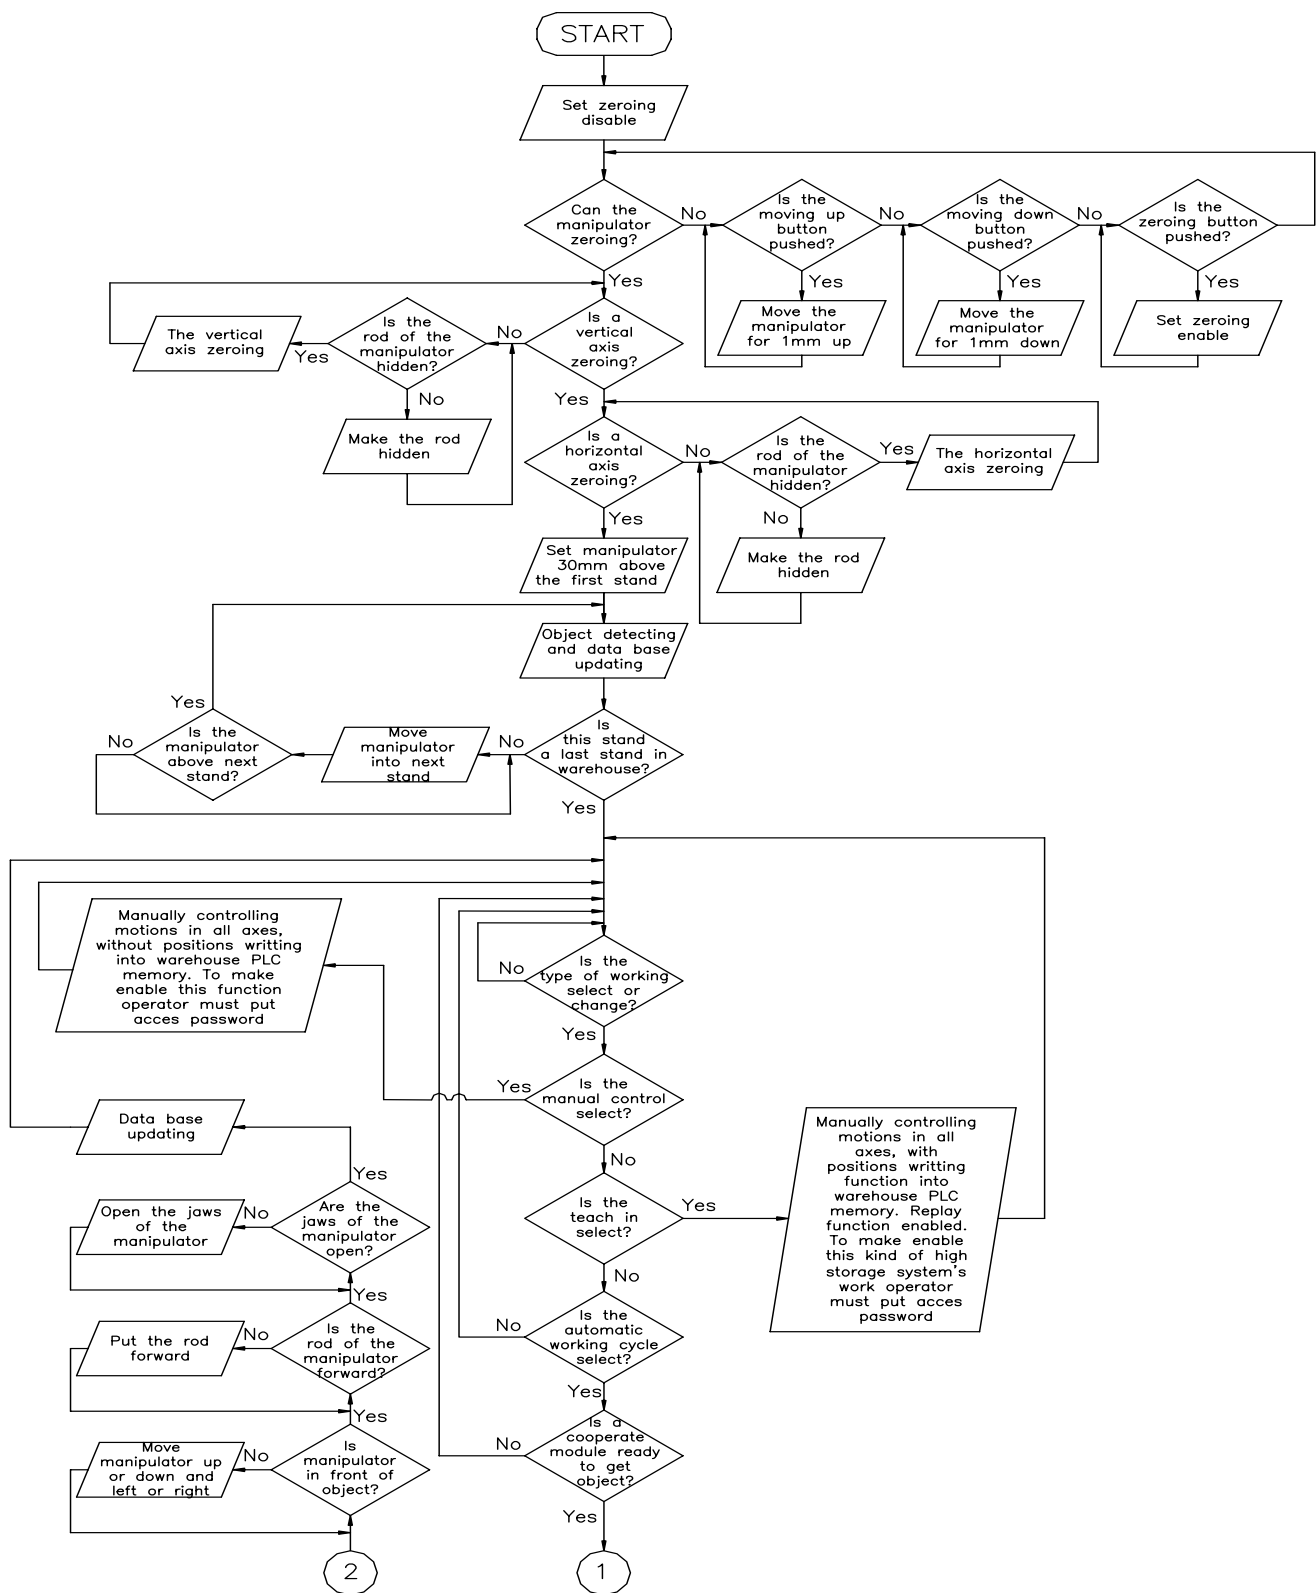 START
Set zeroing
disable
Can the
manipulator
zeroing?
No
Is the
moving up
button
pushed?
No
Is the
moving down
button
pushed?
No
Is the
zeroing button
pushed?
Yes
Yes
Yes
Yes
Move the
manipulator
for 1mm up
Move the
manipulator
for 1mm down
Set zeroing
enable
The vertical
axis zeroing
Yes
Is the
rod of the
manipulator
hidden?
No
Is a
vertical
axis
zeroing?
No
Yes
Make the rod
hidden
Is a
horizontal
axis
zeroing?
No
Is the
rod of the
manipulator
hidden?
Yes
The horizontal
axis zeroing
Yes
No
Set manipulator
30mm above
the first stand
Make the rod
hidden
Object detecting
and data base
updating
Yes
No
Is the
manipulator
above next
stand?
Move
manipulator
into next
stand
No
Is
this stand
a last stand in
warehouse?
Yes
Manually controlling
motions in all axes,
without positions writting
into warehouse PLC
memory. To make
enable this function
operator must put
acces password
No
Is the
type of working
select or
change?
Yes
Yes
Is the
manual control
select?
No
Data base
updating
Yes
Is the
teach in
select?
Yes
Manually controlling
motions in all
axes, with
positions writting
function into
warehouse PLC
memory. Replay
function enabled.
To make enable
this kind of high
storage system's
work operator
must put acces
password
Open the jaws
of the
manipulator
No
Are the
jaws of the
manipulator
open?
No
Yes
Put the rod
forward
No
Is the
rod of the
manipulator
forward?
No
Is the
automatic
working cycle
select?
Yes
Yes
Move
manipulator up
or down and
left or right
No
Is
manipulator
in front of
object?
No
Is a
cooperate
module ready
to get
object?
Yes
2
1